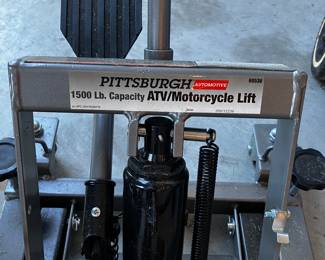 PITTSBURGH AUTOMOTIVE 60536
1500 Lb. Capacity ATV/Motorcycle Lift